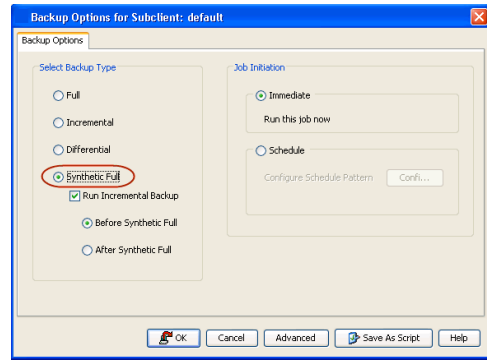 Backup Options for Subclient: default
Backup Options
Select Backup Type
Full
Incremental
Differential
Synthetic Full
Run Incremental Backup
Before Synthetic Full
After Synthetic Full
Job Initiation
Immediate
Run this job now
Schedule
Configure Schedule Pattern
Confi...
OK
Cancel
Advanced
Save As Script
Help